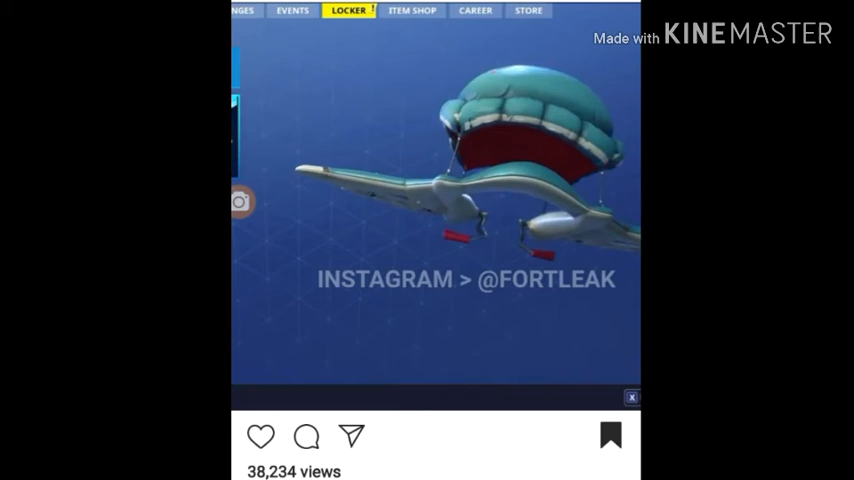 NGES EVENTS LOCKER ! ITEM SHOP CAREER STORE
Made with KINEMASTER
INSTAGRAM > @FORTLEAK
X
38,234 views